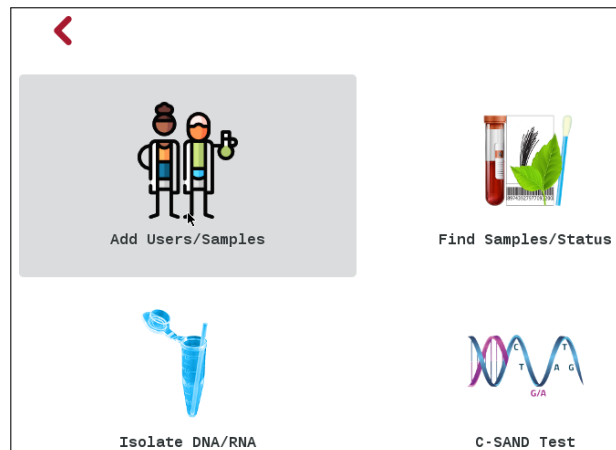 Add Users/Samples
Find Samples/Status
C
T
T
A
G
G/A
Isolate DNA/RNA
C-SAND Test